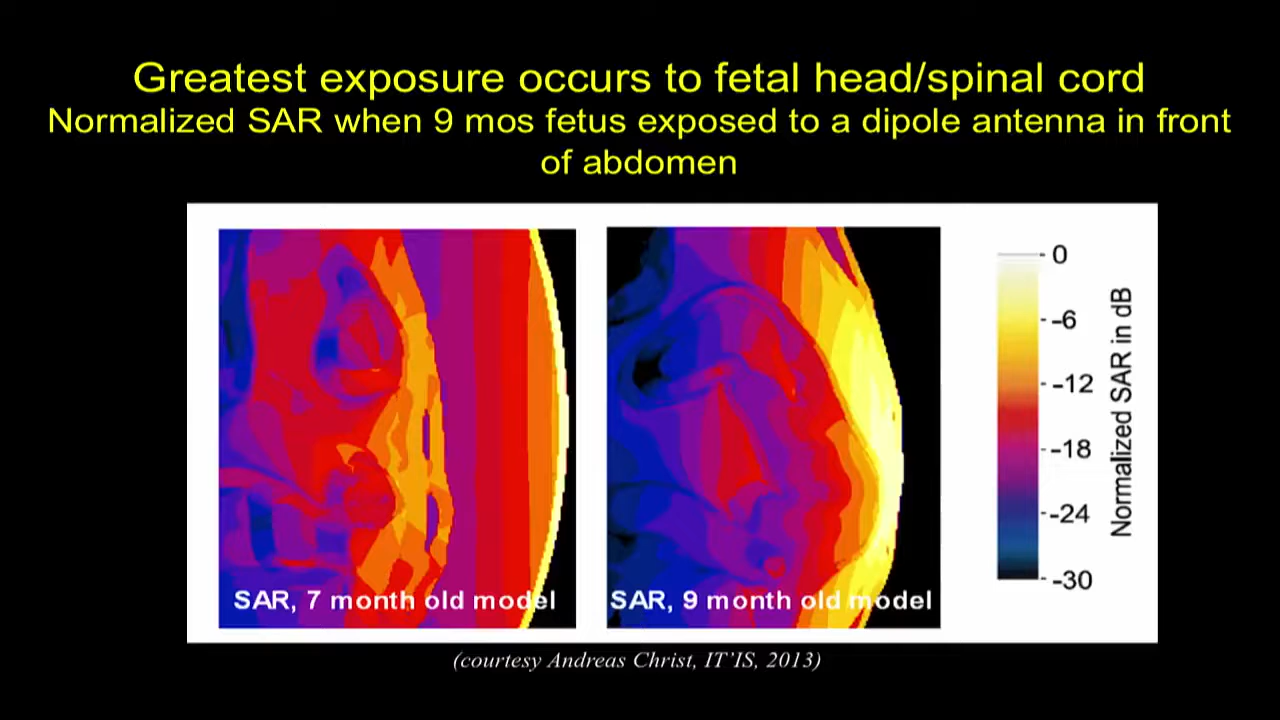 Greatest exposure occurs to fetal head/spinal cord
Normalized SAR when 9 mos fetus exposed to a dipole antenna in front
of abdomen
0
-6
-12
-18
-24
-30
Normalized SAR in dB
SAR, 7 month old model
SAR, 9 month old model
(courtesy Andreas Christ, IT'IS, 2013)